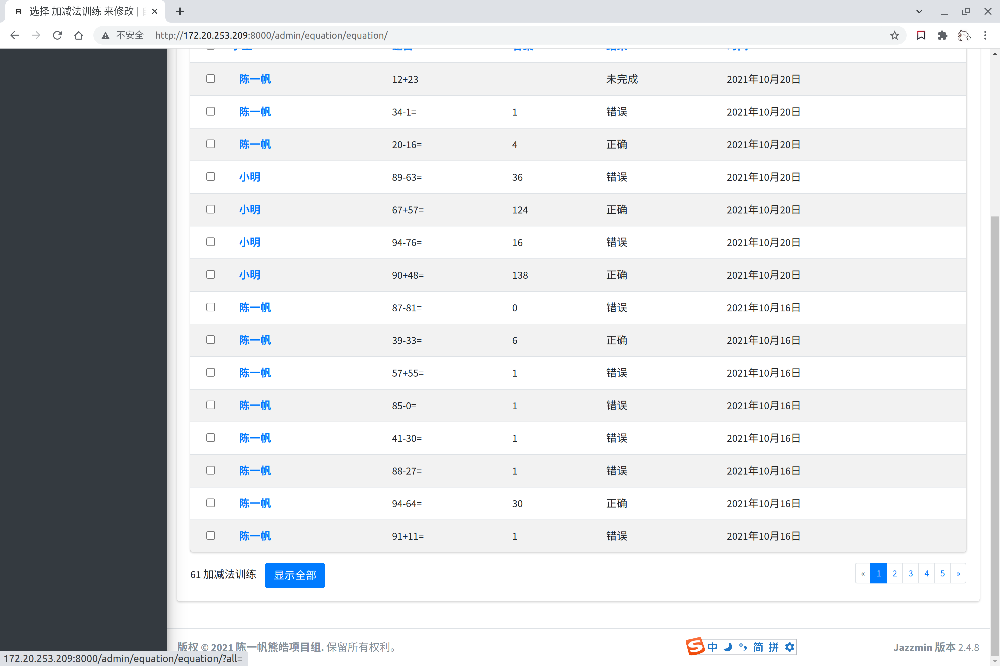 选择 加减法训练 来修改 |
不安全 http://172.20.253.209:8000/admin/equation/equation/
陈一帆 12+23 未完成 2021年10月20日
陈一帆 34-1= 1 错误 2021年10月20日
陈一帆 20-16= 4 正确 2021年10月20日
小明 89-63= 36 错误 2021年10月20日
小明 67+57= 124 正确 2021年10月20日
小明 94-76= 16 错误 2021年10月20日
小明 90+48= 138 正确 2021年10月20日
陈一帆 87-81= 0 错误 2021年10月16日
陈一帆 39-33= 6 正确 2021年10月16日
陈一帆 57+55= 1 错误 2021年10月16日
陈一帆 85-0= 1 错误 2021年10月16日
陈一帆 41-30= 1 错误 2021年10月16日
陈一帆 88-27= 1 错误 2021年10月16日
陈一帆 94-64= 30 正确 2021年10月16日
陈一帆 91+11= 1 错误 2021年10月16日
61 加减法训练 显示全部 « 1 2 3 4 5 »
版权 © 2021 陈一帆熊皓项目组. 保留所有权利。 中 简 拼 Jazzmin 版本 2.4.8
172.20.253.209:8000/admin/equation/equation/?all=